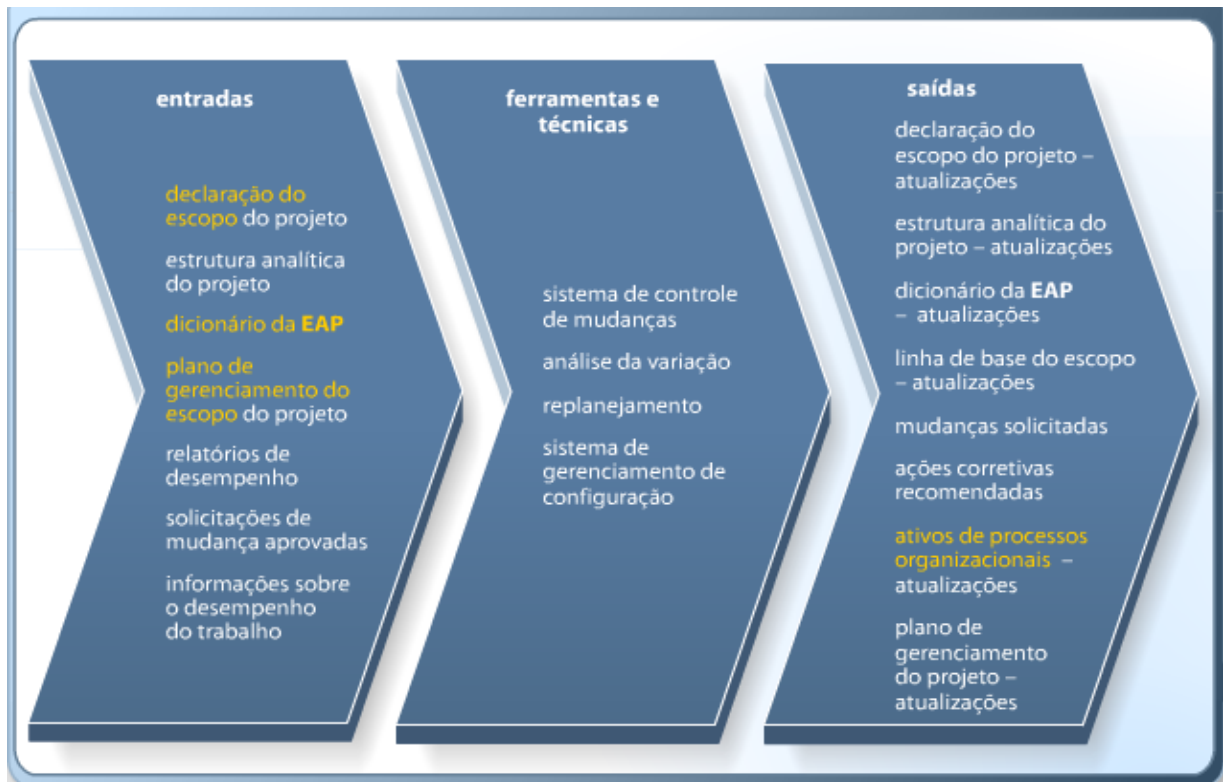 entradas
declaração do
escopo do projeto
estrutura analítica
do projeto
dicionário da EAP
plano de
gerenciamento do
escopo do projeto
relatórios de
desempenho
solicitações de
mudança aprovadas
informações sobre
o desempenho
do trabalho
ferramentas e
técnicas
sistema de controle
de mudanças
análise da variação
replanejamento
sistema de
gerenciamento de
configuração
saídas
declaração do
escopo do projeto –
atualizações
estrutura analítica do
projeto – atualizações
dicionário da EAP
– atualizações
linha de base do escopo
– atualizações
mudanças solicitadas
ações corretivas
recomendadas
ativos de processos
organizacionais –
atualizações
plano de
gerenciamento
do projeto –
atualizações